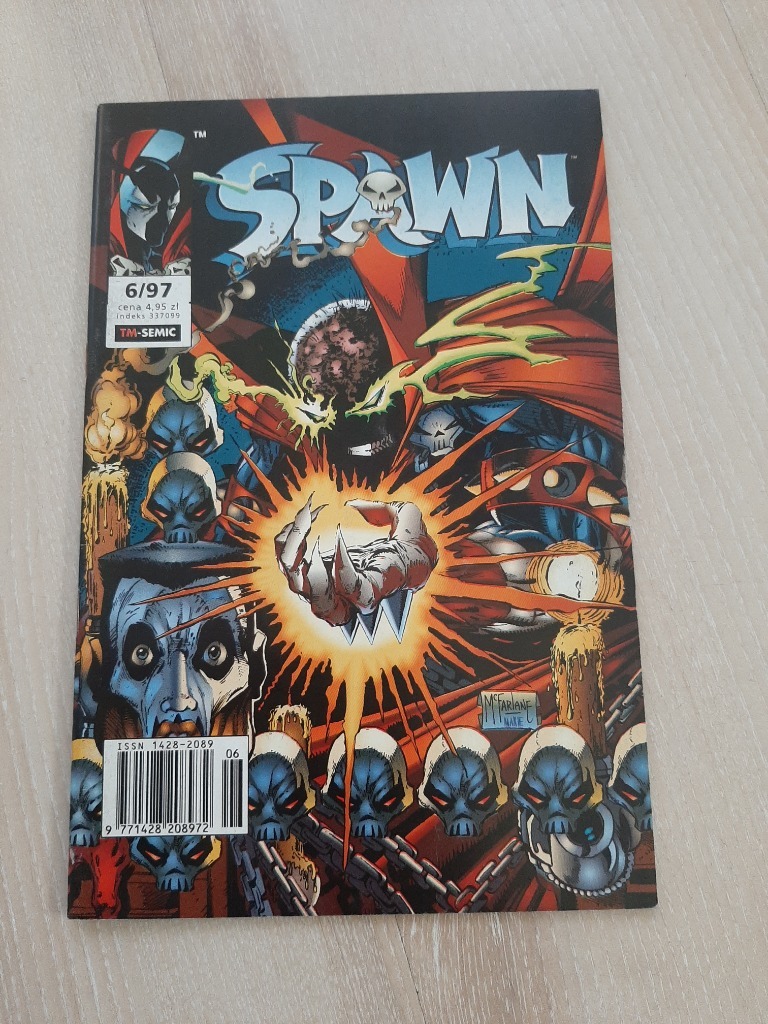 TM
SPAWN
TM
6/97
cena 4,95 zł
indeks 337099
TM-SEMIC
McFARLANE
ISSN 1428-2089
06
9 771428 208972